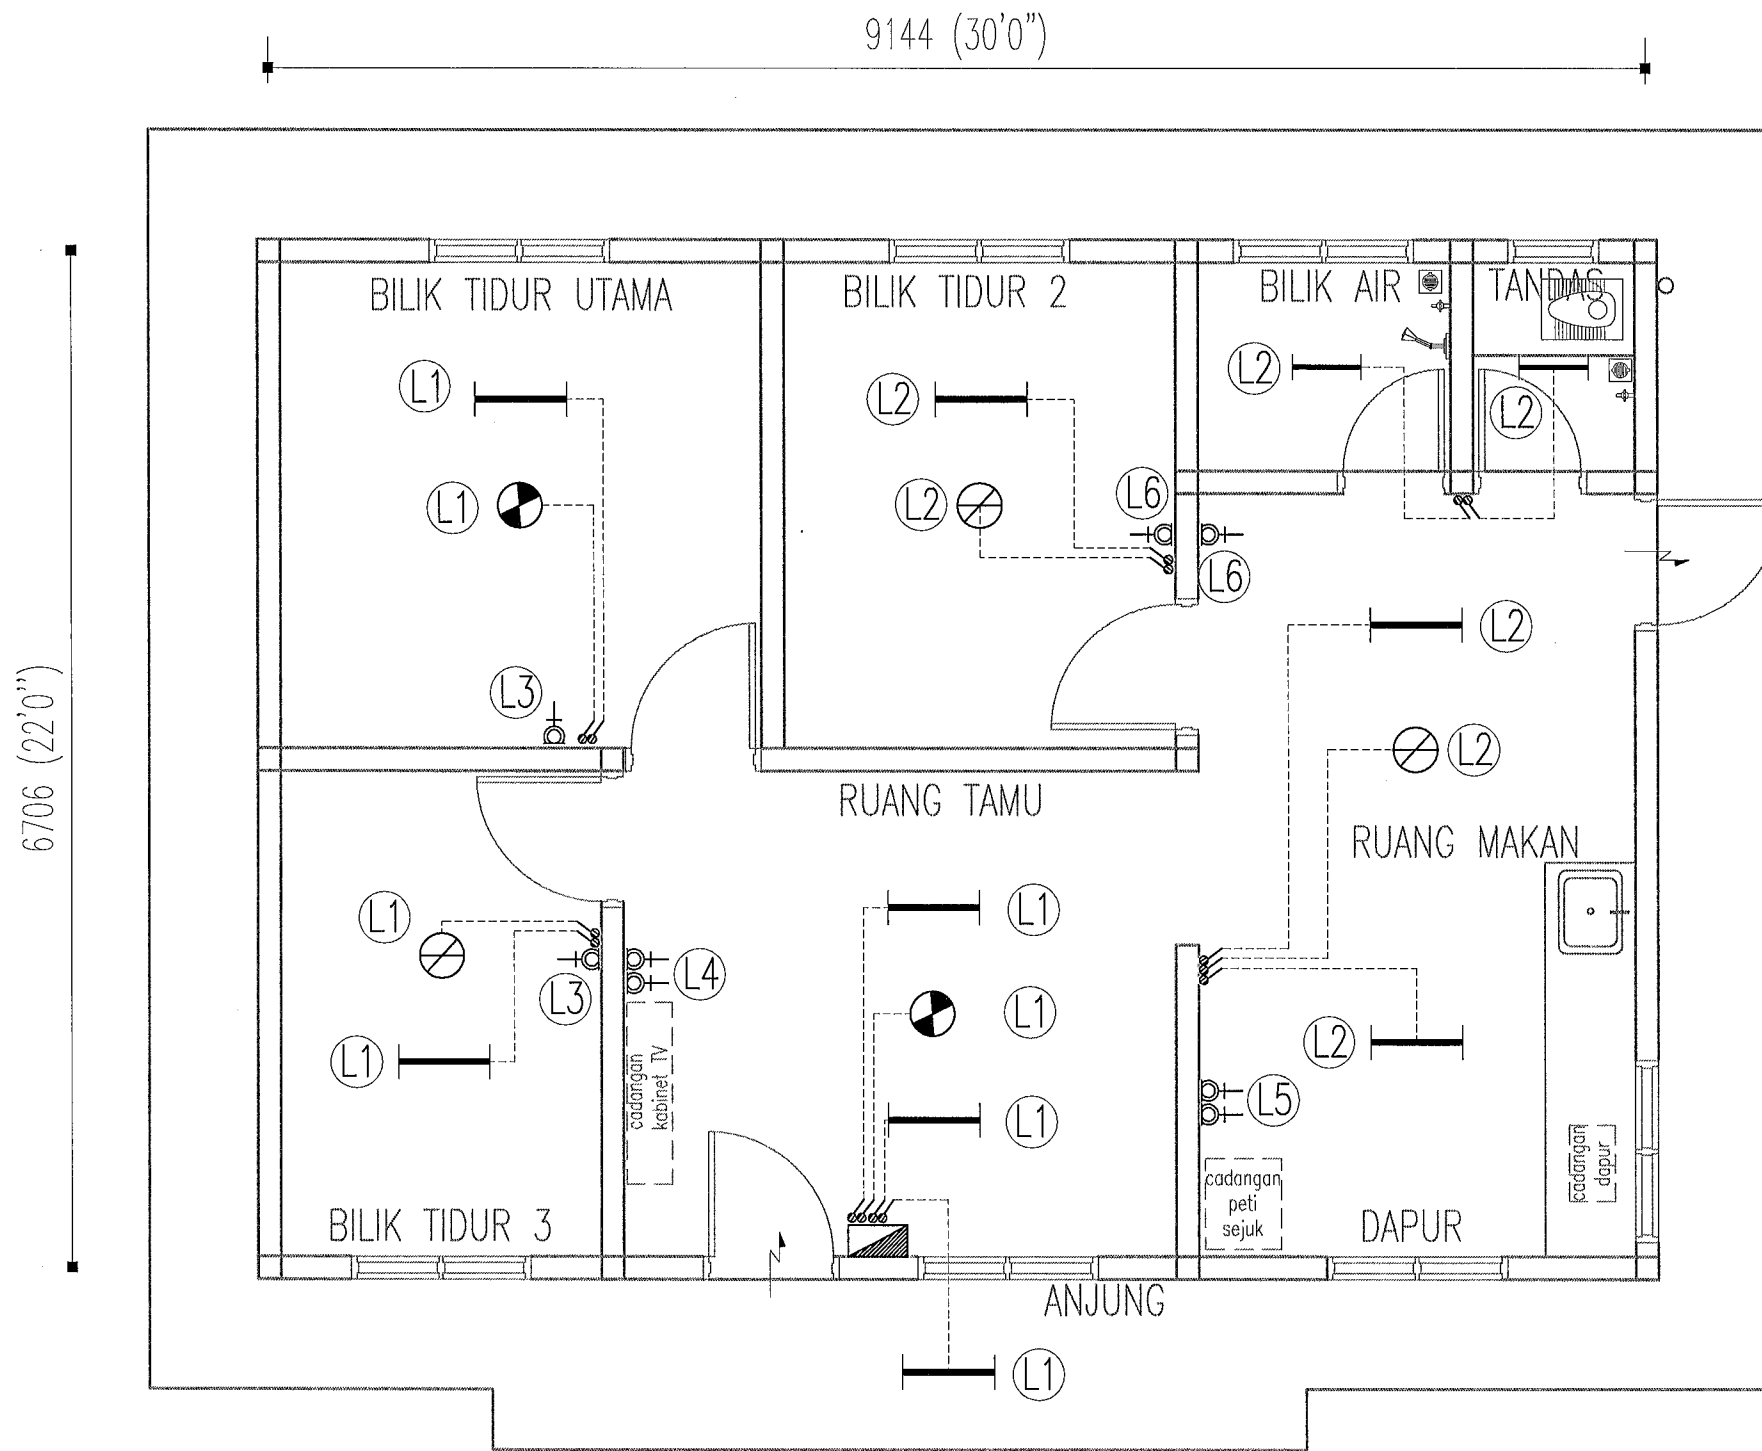 9144 (30'0")
6706 (22'0")
BILIK TIDUR UTAMA
BILIK TIDUR 2
BILIK AIR
TANDAS
L1
L2
L2
L2
L1
L2
L6
L6
L2
L3
L2
RUANG TAMU
RUANG MAKAN
L1
L1
L3
L4
L1
L1
L2
cadangan
kabinet TV
L1
L5
cadangan
peti
sejuk
cadangan
dapur
BILIK TIDUR 3
DAPUR
ANJUNG
L1